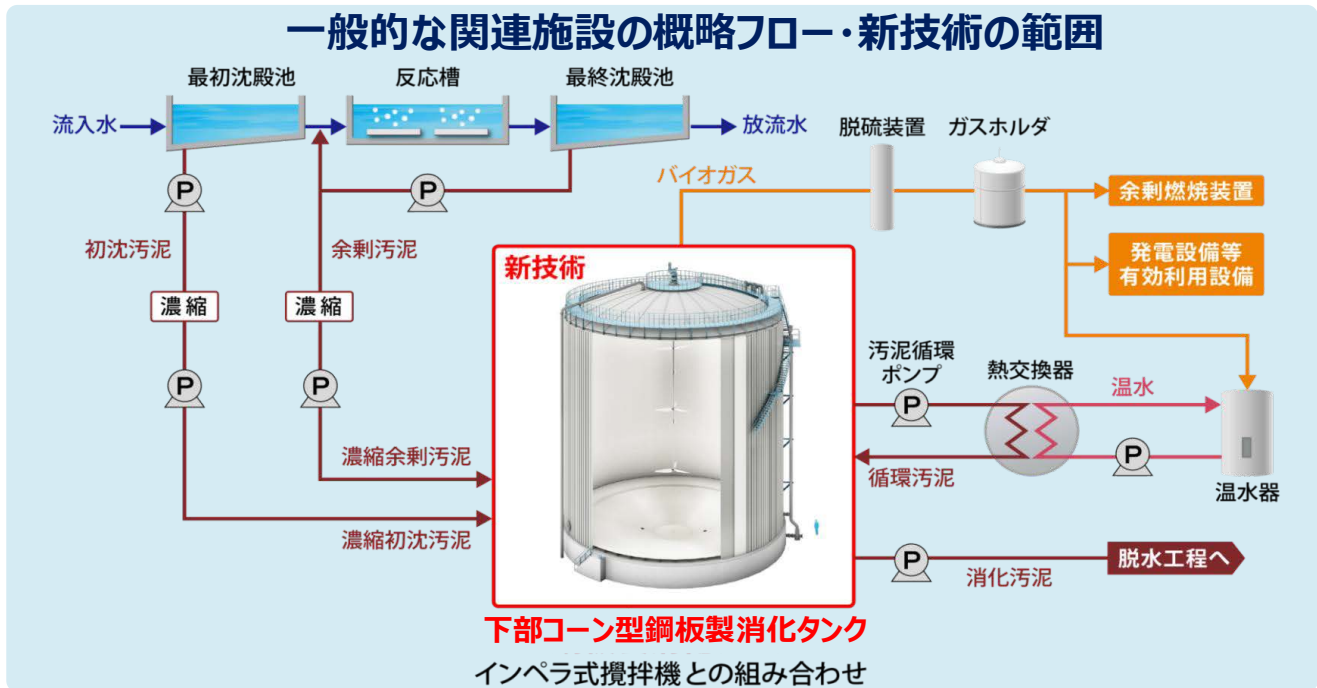 一般的な関連施設の概略フロー・新技術の範囲
最初沈殿池
反応槽
最終沈殿池
流入水
放流水
脱硫装置
ガスホルダ
バイオガス
P
P
余剰燃焼装置
初沈汚泥
余剰汚泥
発電設備等
有効利用設備
新技術
濃縮
濃縮
汚泥循環
ポンプ
熱交換器
温水
P
P
P
P
濃縮余剰汚泥
循環汚泥
温水器
濃縮初沈汚泥
P
消化汚泥
脱水工程へ
下部コーン型鋼板製消化タンク
インペラ式攪拌機との組み合わせ